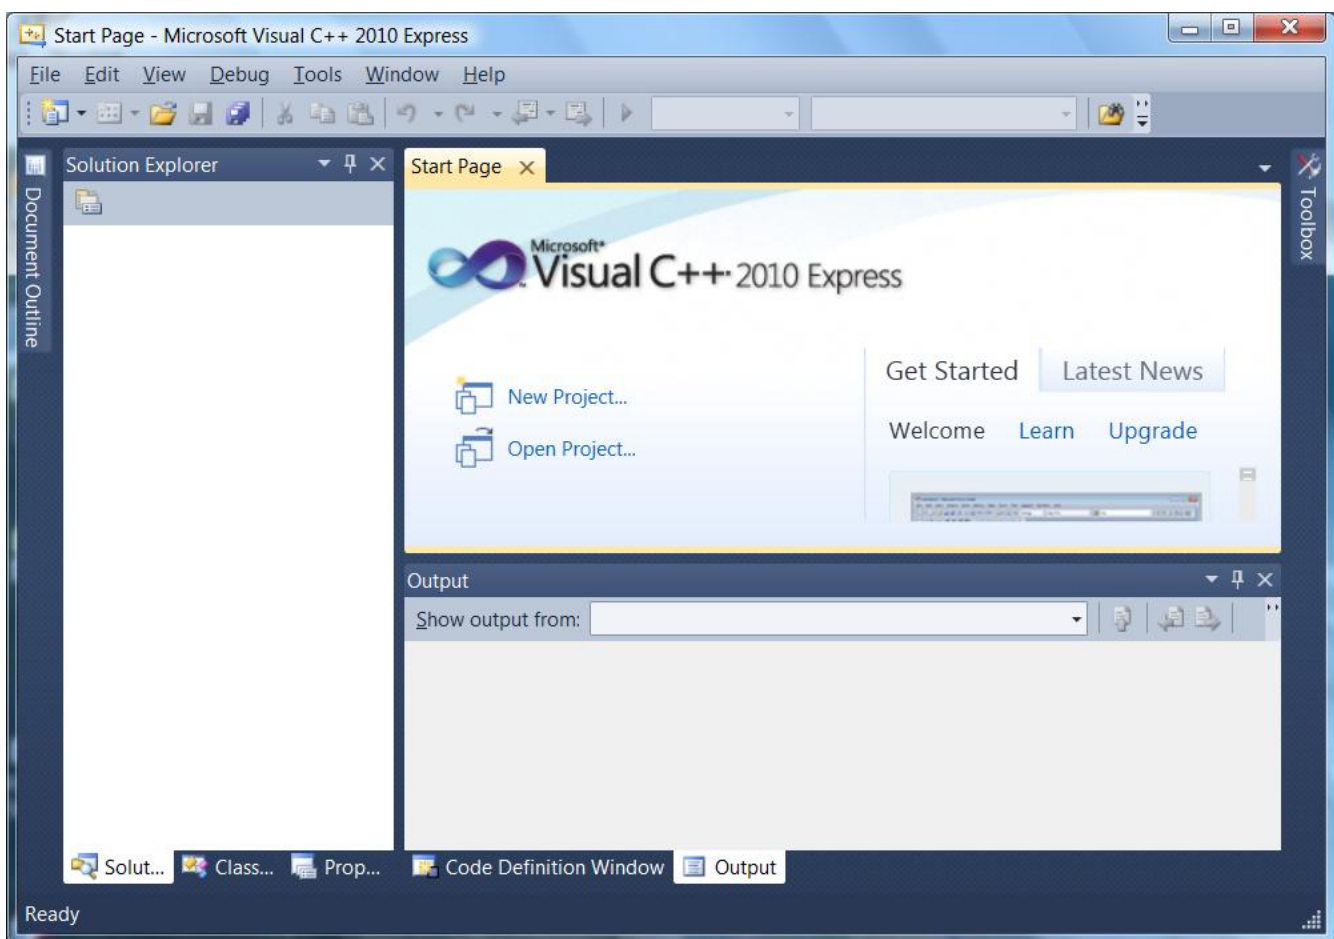 Start Page - Microsoft Visual C++ 2010 Express
File Edit View Debug Tools Window Help
Document Outline
Solution Explorer
Start Page
Toolbox
Microsoft®
Visual C++ 2010 Express
New Project...
Open Project...
Get Started Latest News
Welcome Learn Upgrade
Output
Show output from:
Solut... Class... Prop... Code Definition Window Output
Ready